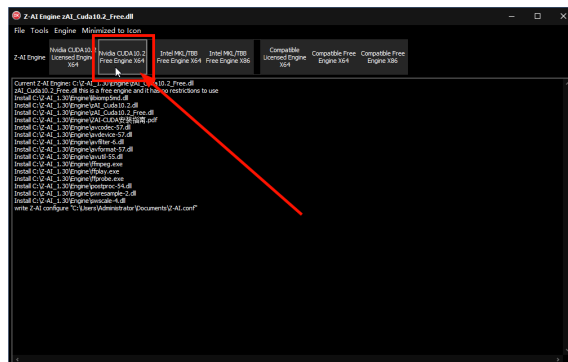 Z-AI Engine zAI_Cuda10.2_Free.dll
File Tools Engine Minimized to Icon
Z-AI Engine
Nvidia CUDA10.2
Licensed Engine
X64
Nvidia CUDA10.2
Free Engine X64
Intel MKL/TBB
Free Engine X64
Intel MKL/TBB
Free Engine X86
Compatible
Licensed Engine
X64
Compatible Free
Engine X64
Compatible Free
Engine X86
Current Z-AI Engine: C:\Z-AI_1.30\Engine\zAI_Cuda10.2_Free.dll
zAI_Cuda10.2_Free.dll this is a free engine and it has no restrictions to use
Install C:\Z-AI_1.30\Engine\libiomp5md.dll
Install C:\Z-AI_1.30\Engine\zAI_Cuda10.2.dll
Install C:\Z-AI_1.30\Engine\zAI_Cuda10.2_Free.dll
Install C:\Z-AI_1.30\Engine\ZAI-CUDA安装指南.pdf
Install C:\Z-AI_1.30\Engine\avcodec-57.dll
Install C:\Z-AI_1.30\Engine\avdevice-57.dll
Install C:\Z-AI_1.30\Engine\avfilter-6.dll
Install C:\Z-AI_1.30\Engine\avformat-57.dll
Install C:\Z-AI_1.30\Engine\avutil-55.dll
Install C:\Z-AI_1.30\Engine\ffmpeg.exe
Install C:\Z-AI_1.30\Engine\ffplay.exe
Install C:\Z-AI_1.30\Engine\ffprobe.exe
Install C:\Z-AI_1.30\Engine\postproc-54.dll
Install C:\Z-AI_1.30\Engine\swresample-2.dll
Install C:\Z-AI_1.30\Engine\swscale-4.dll
write Z-AI configure "C:\Users\Administrator\Documents\Z-AI.conf"